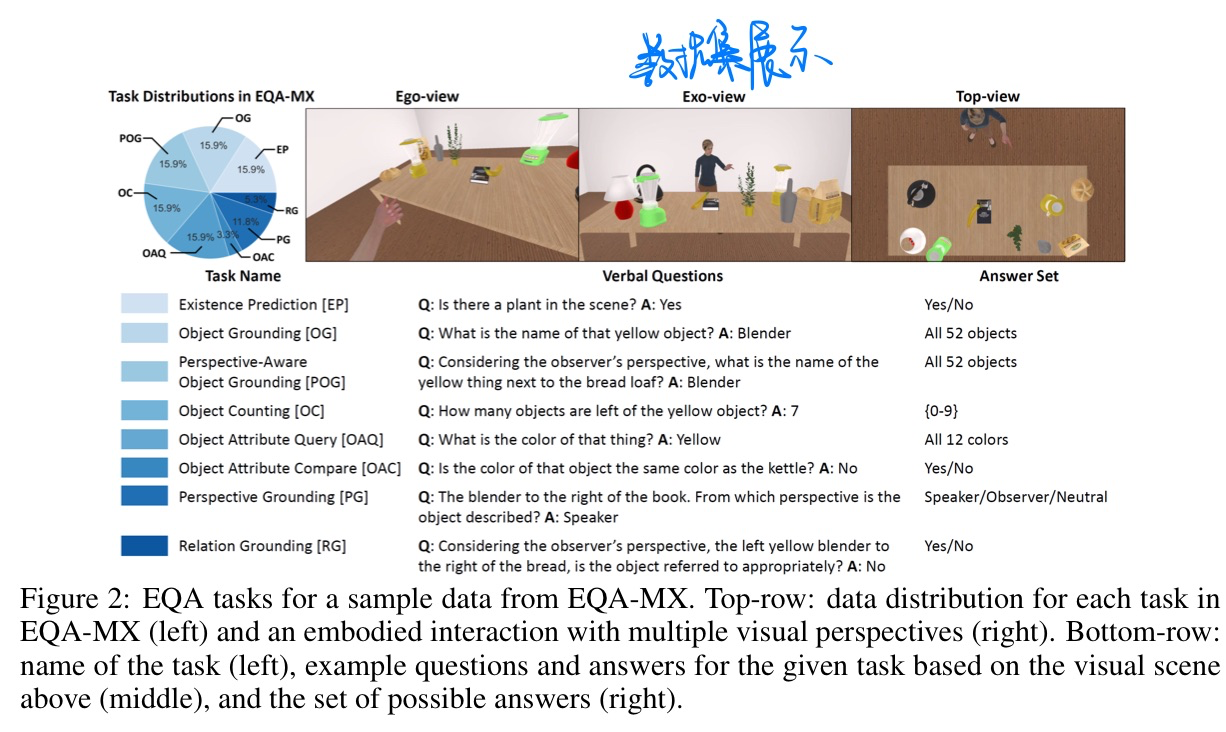 数据集展示
Task Distributions in EQA-MX
Ego-view
Exo-view
Top-view
OG
POG
EP
15.9%
15.9%
15.9%
OC
5.3%
RG
15.9%
11.8%
PG
15.9%
3.3%
OAQ
OAC
Task Name
Verbal Questions
Answer Set
Existence Prediction [EP]
Q: Is there a plant in the scene? A: Yes
Yes/No
Object Grounding [OG]
Q: What is the name of that yellow object? A: Blender
All 52 objects
Perspective-Aware
Object Grounding [POG]
Q: Considering the observer's perspective, what is the name of the
yellow thing next to the bread loaf? A: Blender
All 52 objects
Object Counting [OC]
Q: How many objects are left of the yellow object? A: 7
{0-9}
Object Attribute Query [OAQ]
Q: What is the color of that thing? A: Yellow
All 12 colors
Object Attribute Compare [OAC]
Q: Is the color of that object the same color as the kettle? A: No
Yes/No
Perspective Grounding [PG]
Q: The blender to the right of the book. From which perspective is the
object described? A: Speaker
Speaker/Observer/Neutral
Relation Grounding [RG]
Q: Considering the observer's perspective, the left yellow blender to
the right of the bread, is the object referred to appropriately? A: No
Yes/No
Figure 2: EQA tasks for a sample data from EQA-MX. Top-row: data distribution for each task in
EQA-MX (left) and an embodied interaction with multiple visual perspectives (right). Bottom-row:
name of the task (left), example questions and answers for the given task based on the visual scene
above (middle), and the set of possible answers (right).